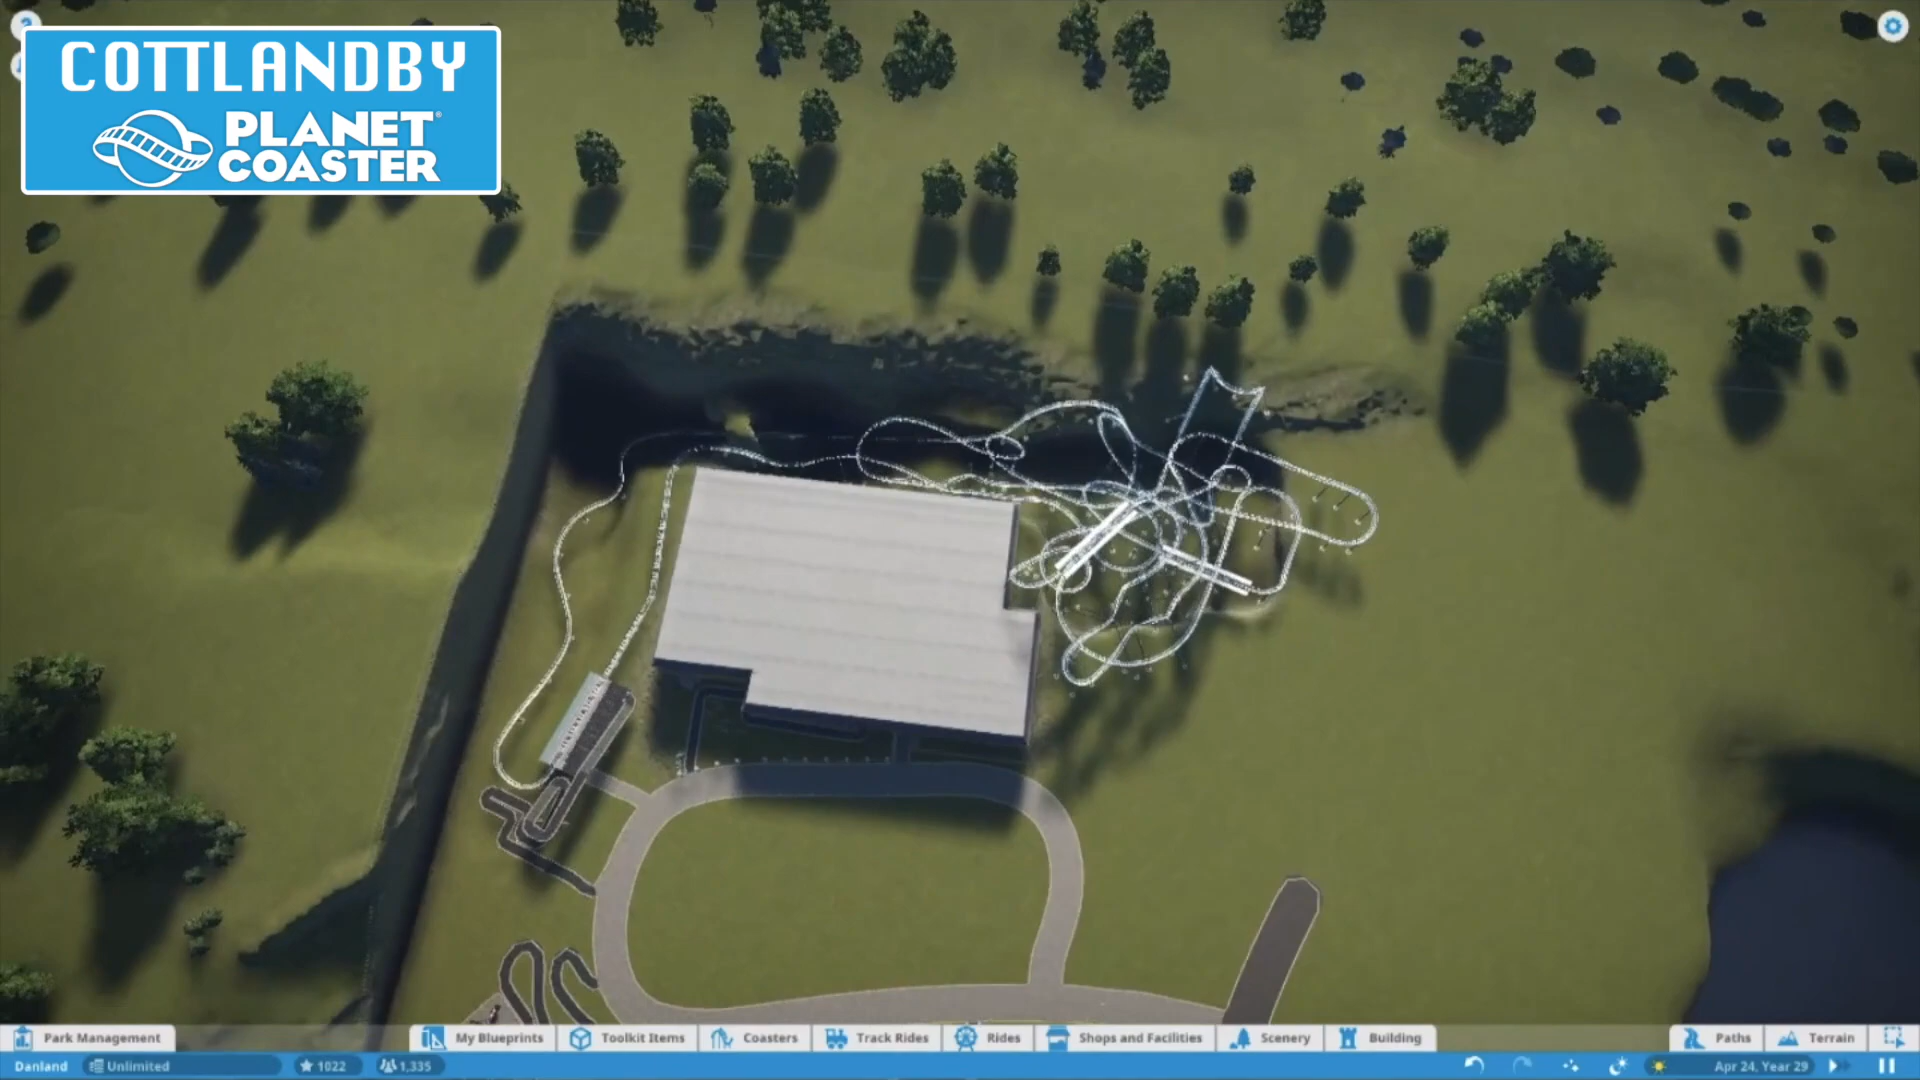 COTTLANDBY
PLANET
COASTER®
Park Management
My Blueprints
Toolkit Items
Coasters
Track Rides
Rides
Shops and Facilities
Scenery
Building
Paths
Terrain
Danland
Unlimited
1022
1,335
Apr 24, Year 29